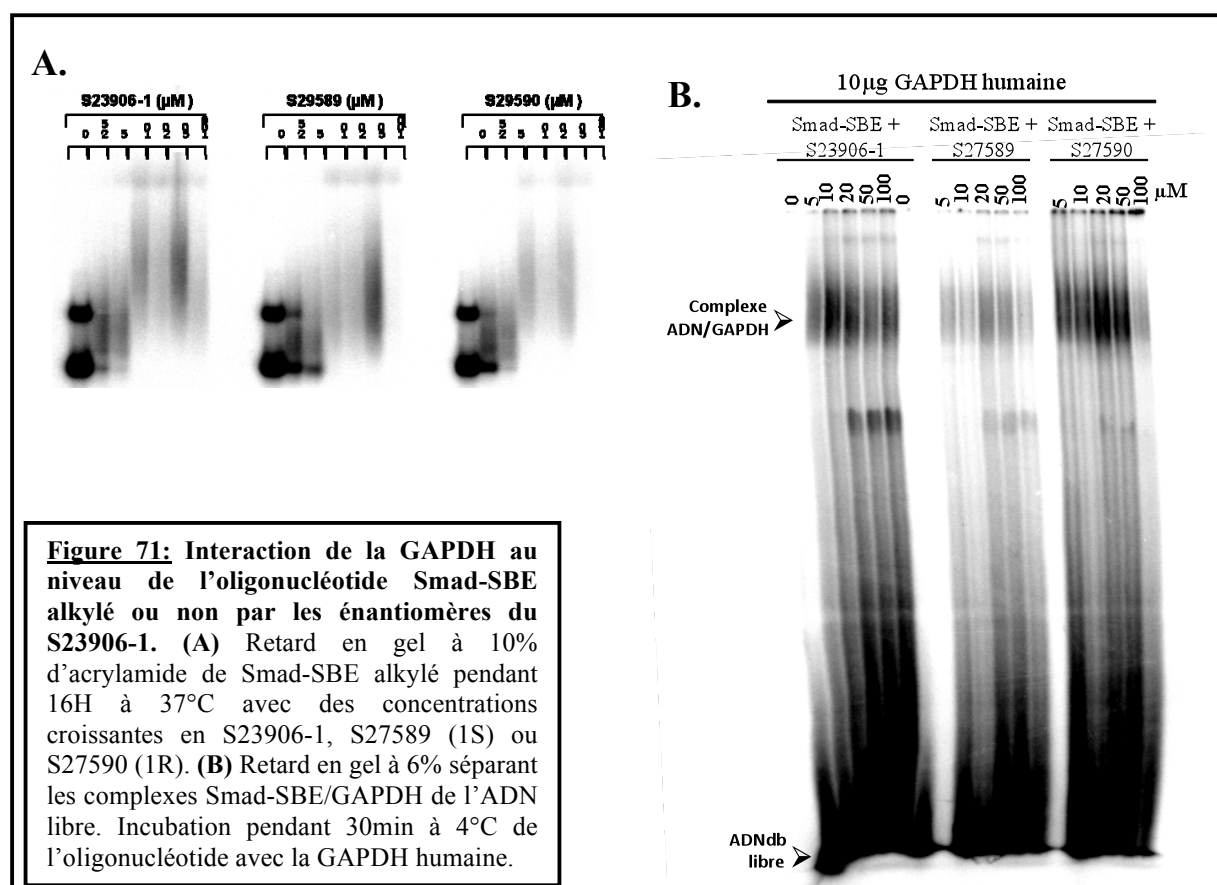 A.
S23906-1 (µM)
S29589 (µM)
S29590 (µM)
B.
10µg GAPDH humaine
Smad-SBE + S23906-1
Smad-SBE + S27589
Smad-SBE + S27590
0 5 10 20 50 100 0
5 10 20 50 100
5 10 20 50 100
µM
Complexe
ADN/GAPDH
ADNdb
libre
Figure 71: Interaction de la GAPDH au
niveau de l’oligonucléotide Smad-SBE
alkylé ou non par les énantiomères du
S23906-1. (A) Retard en gel à 10%
d’acrylamide de Smad-SBE alkylé pendant
16H à 37°C avec des concentrations
croissantes en S23906-1, S27589 (1S) ou
S27590 (1R). (B) Retard en gel à 6% séparant
les complexes Smad-SBE/GAPDH de l’ADN
libre. Incubation pendant 30min à 4°C de
l’oligonucléotide avec la GAPDH humaine.